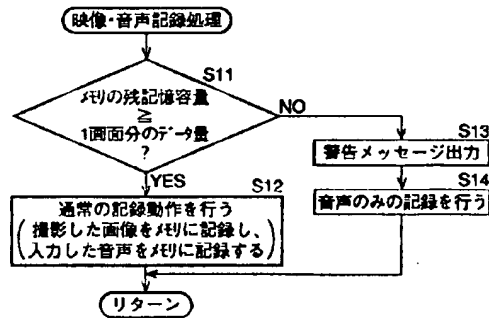 映像・音声記録処理
S11
メモリの残記憶容量
≧
1画面分のデータ量
?
NO
YES
S13
警告メッセージ出力
S12
通常の記録動作を行う
(撮影した画像をメモリに記録し、
入力した音声をメモリに記録する)
S14
音声のみの記録を行う
リターン